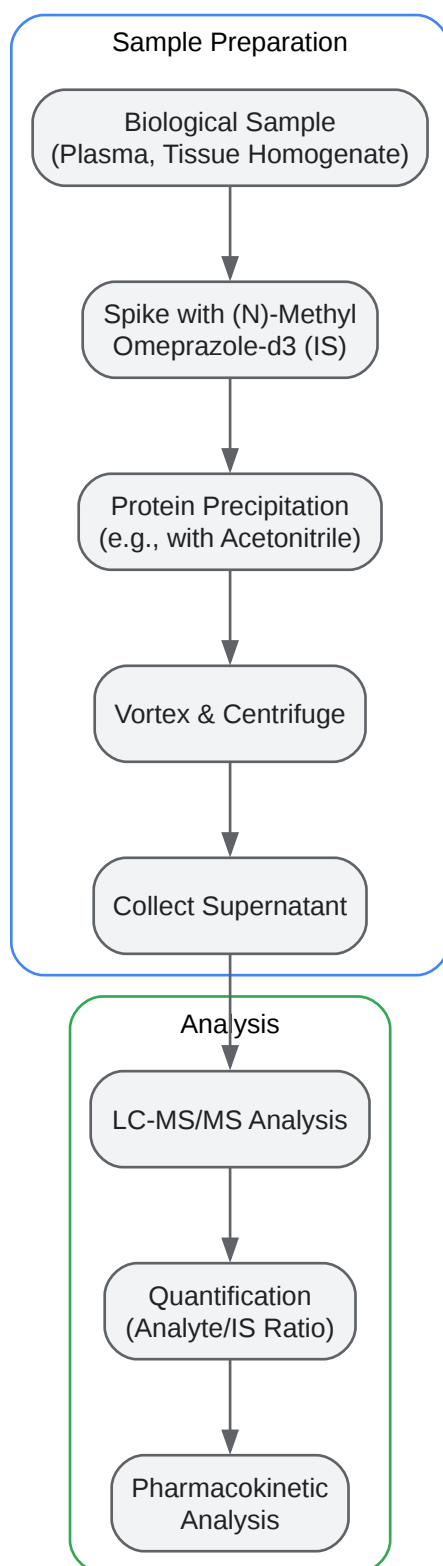 Sample Preparation
Biological Sample
(Plasma, Tissue Homogenate)
Spike with (N)-Methyl
Omeprazole-d3 (IS)
Protein Precipitation
(e.g., with Acetonitrile)
Vortex & Centrifuge
Collect Supernatant
Analysis
LC-MS/MS Analysis
Quantification
(Analyte/IS Ratio)
Pharmacokinetic
Analysis